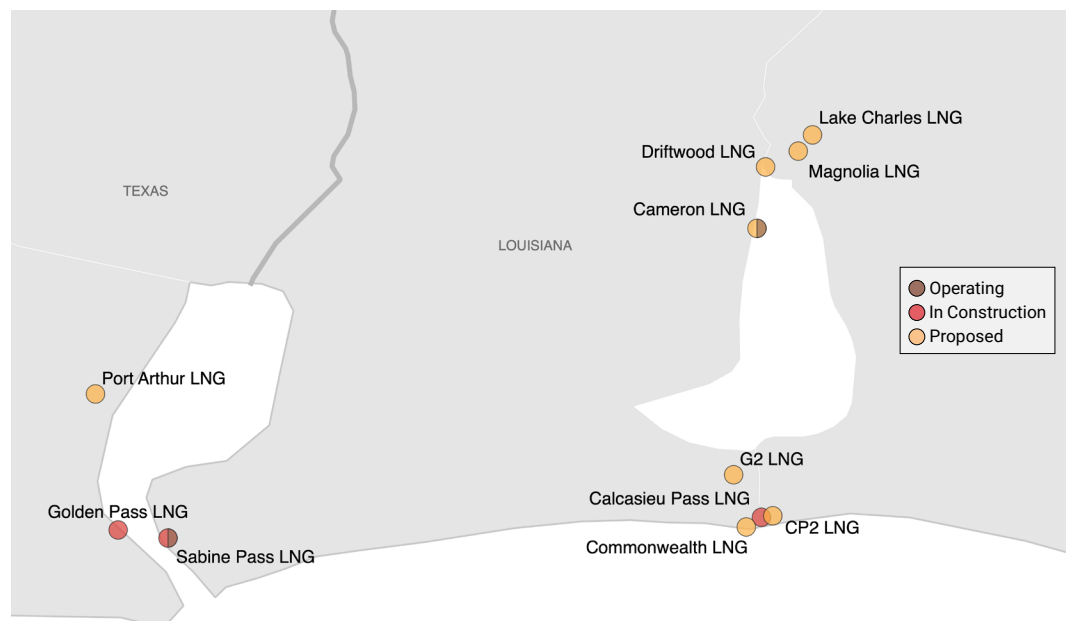 Lake Charles LNG
Driftwood LNG
Magnolia LNG
TEXAS
Cameron LNG
LOUISIANA
Operating
In Construction
Proposed
Port Arthur LNG
G2 LNG
Calcasieu Pass LNG
Golden Pass LNG
CP2 LNG
Commonwealth LNG
Sabine Pass LNG